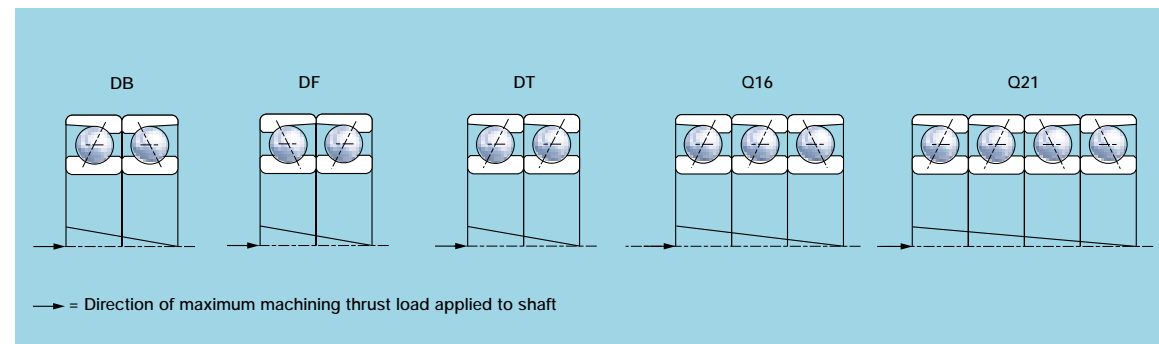 DB DF DT Q16 Q21
= Direction of maximum machining thrust load applied to shaft